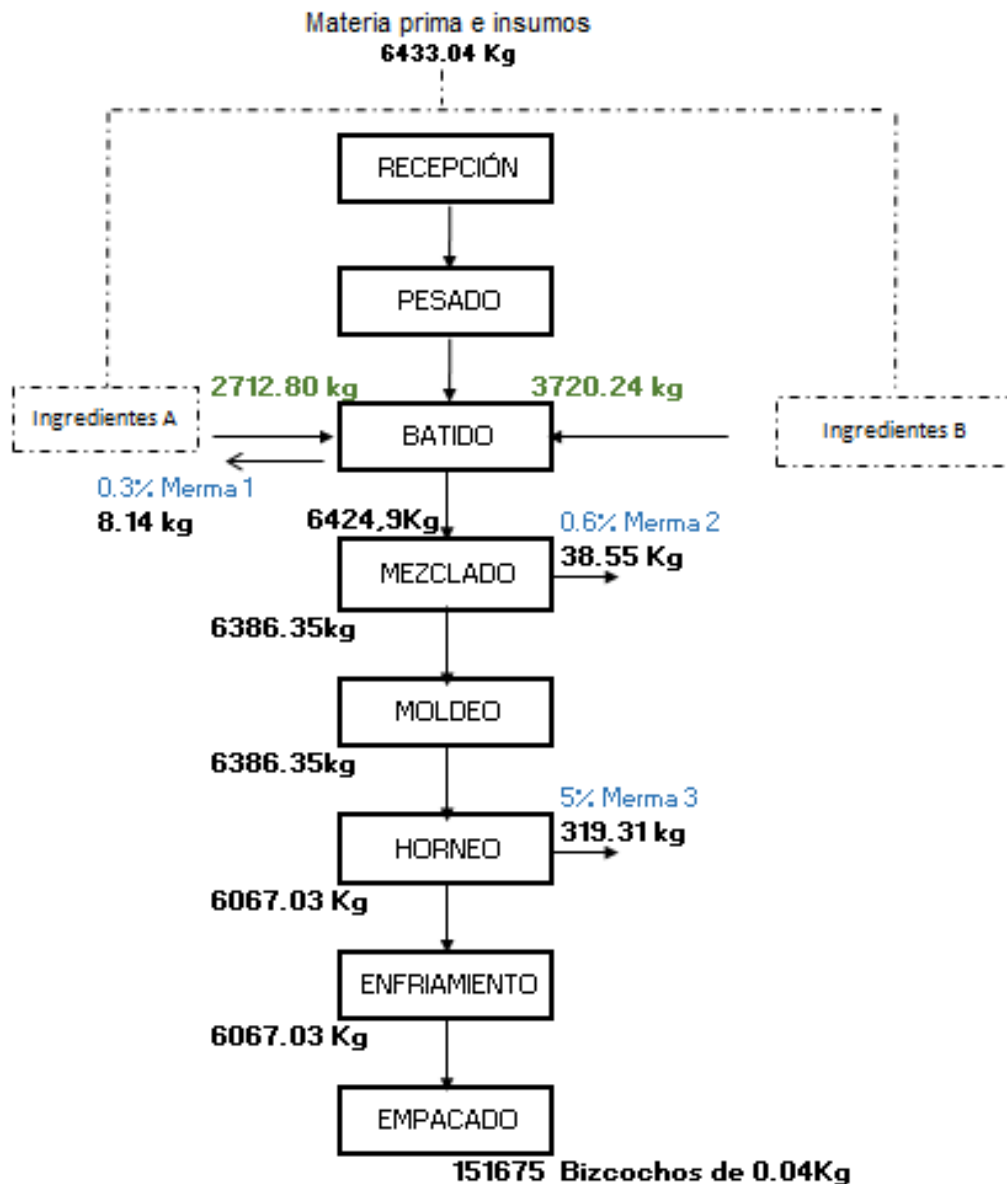 Materia prima e insumos
6433.04 Kg
RECEPCIÓN
PESADO
2712.80 kg
3720.24 kg
Ingredientes A
BATIDO
Ingredientes B
0.3% Merma 1
8.14 kg
6424,9Kg
0.6% Merma 2
38.55 Kg
MEZCLADO
6386.35kg
MOLDEO
6386.35kg
5% Merma 3
319.31 kg
HORNEO
6067.03 Kg
ENFRIAMIENTO
6067.03 Kg
EMPACADO
151675 Bizcochos de 0.04Kg